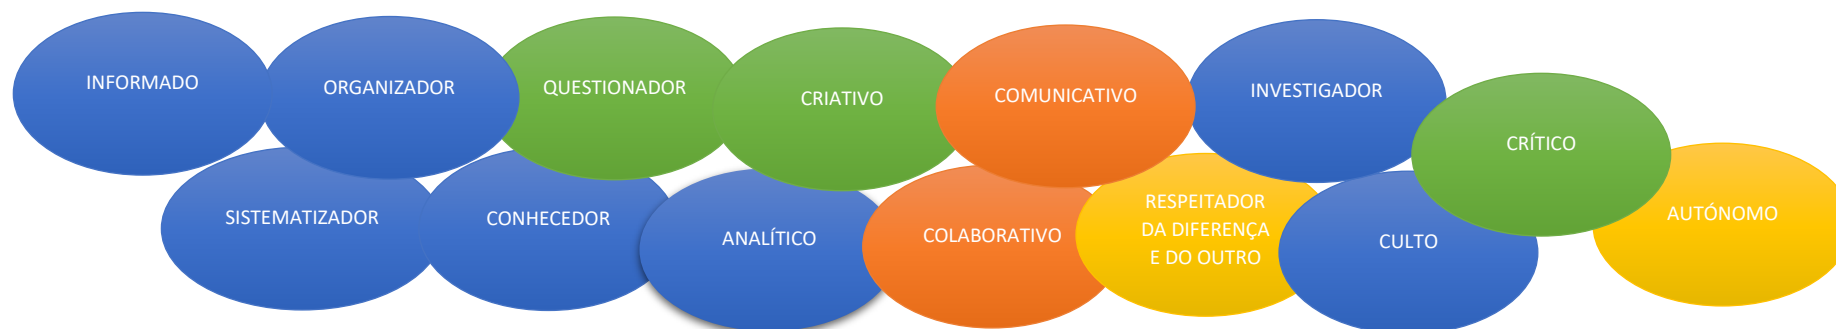 INFORMADO
ORGANIZADOR
QUESTIONADOR
CRIATIVO
COMUNICATIVO
INVESTIGADOR
CRÍTICO
SISTEMATIZADOR
CONHECEDOR
ANALÍTICO
COLABORATIVO
RESPEITADOR
DA DIFERENÇA
E DO OUTRO
CULTO
AUTÓNOMO